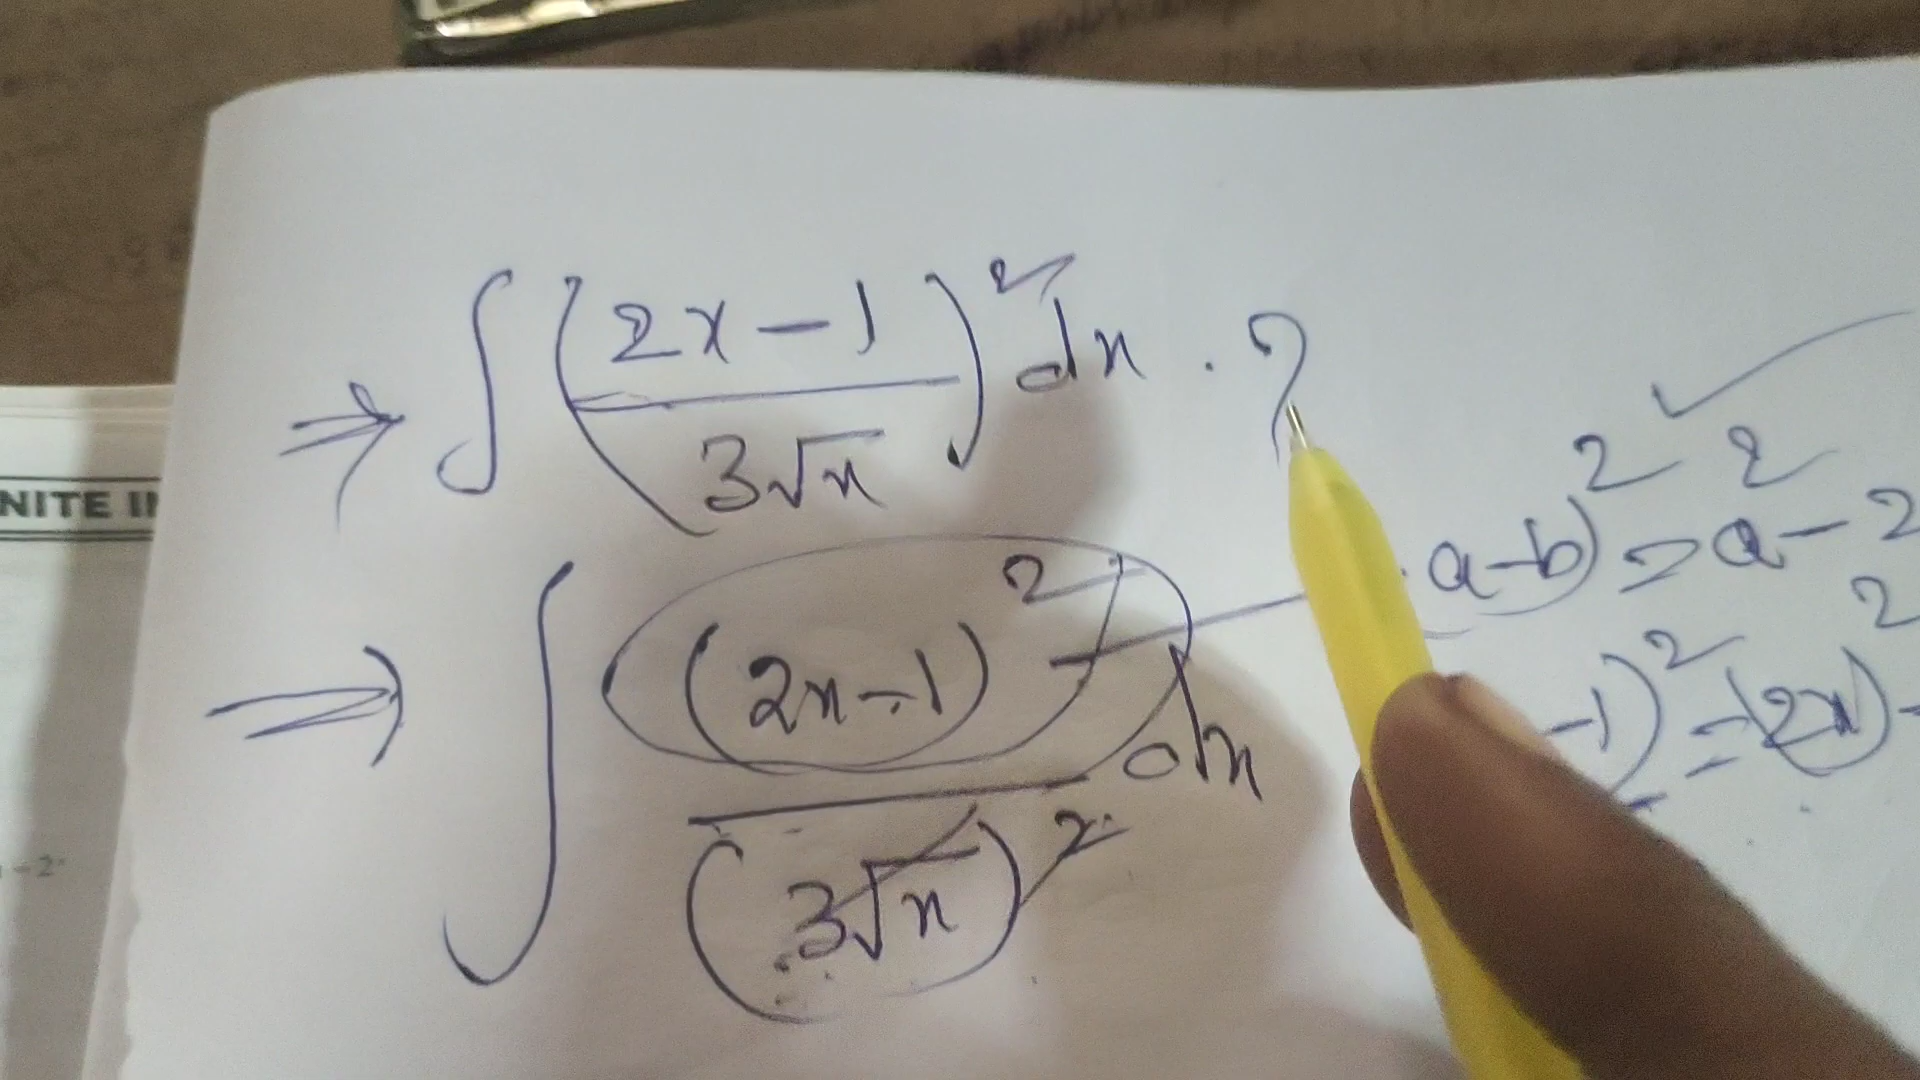 ⇒ ∫ (2x-1 / 3√x)² dx . ?
NITE I
a-b)² = a² - 2
⇒ ∫ (2x-1)² / (3√x)² dx
-1)² = (2x)² -